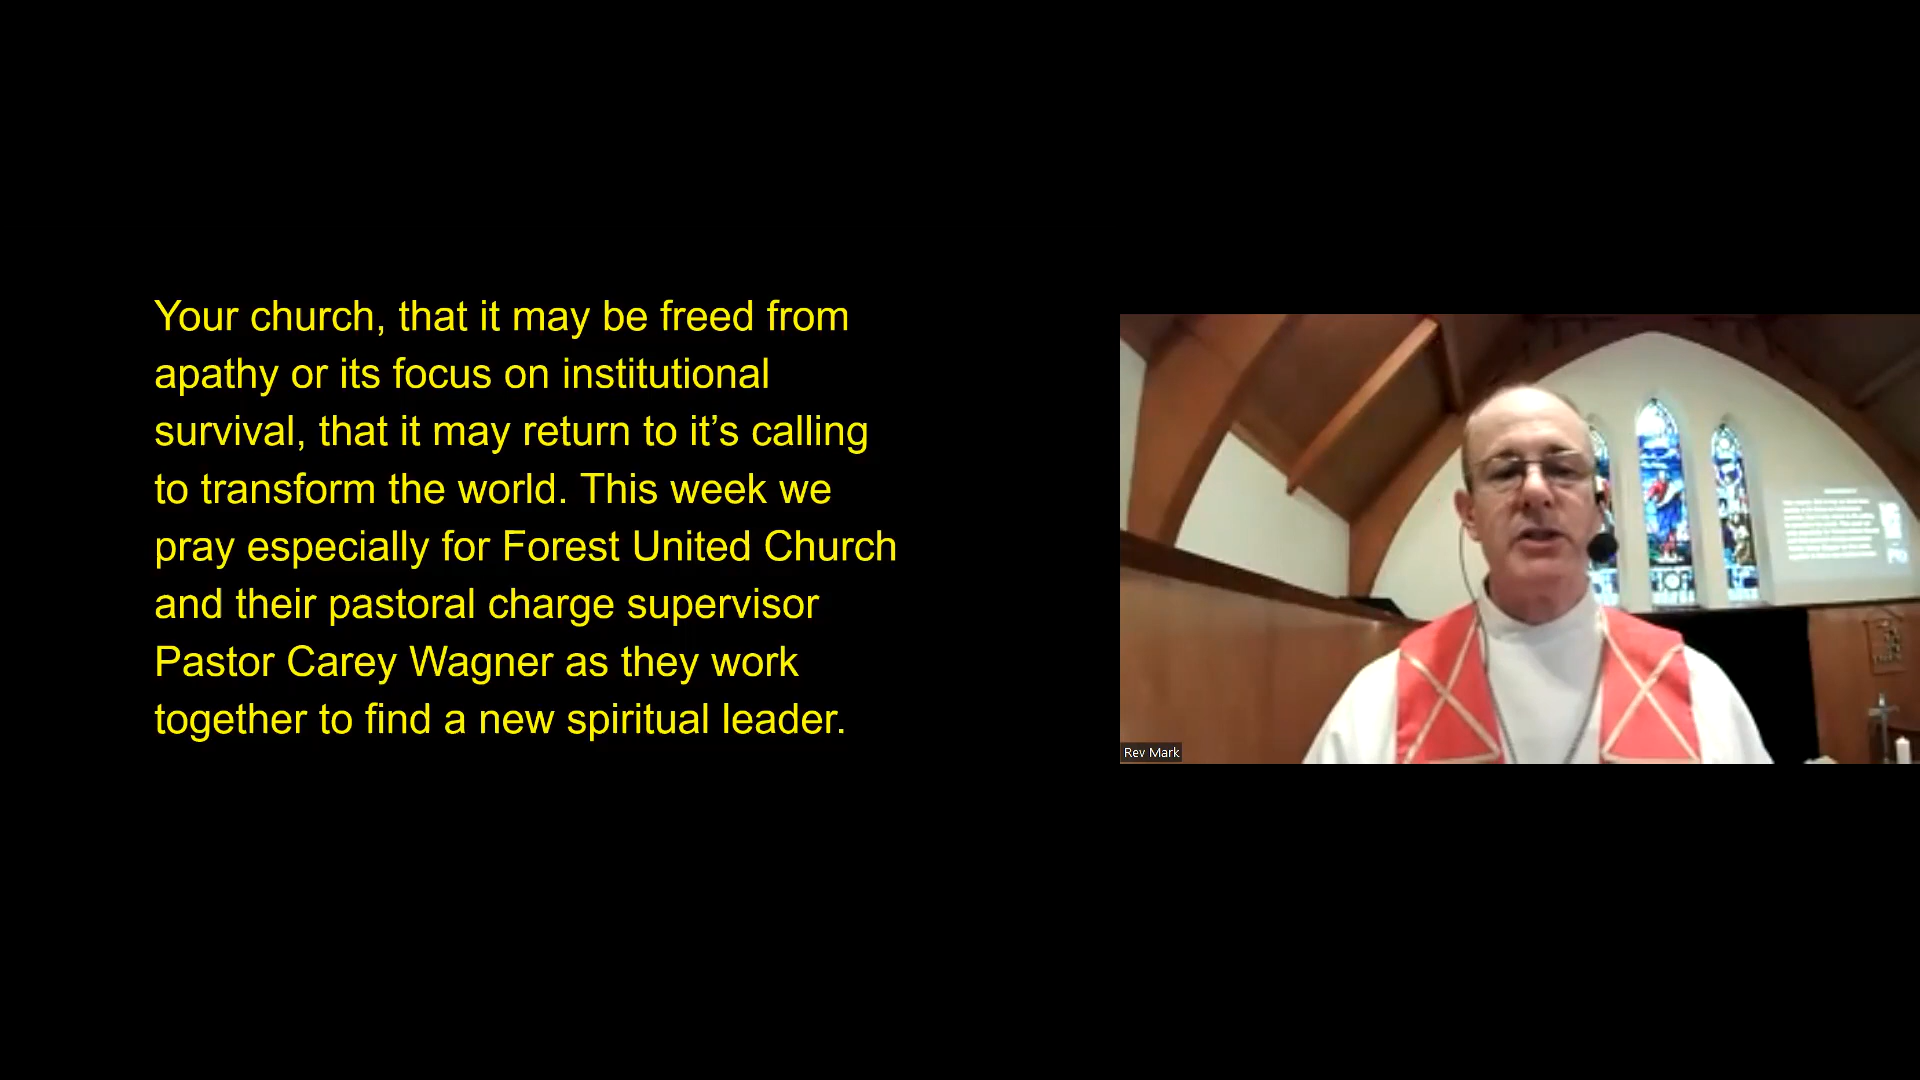 Your church, that it may be freed from
apathy or its focus on institutional
survival, that it may return to it’s calling
to transform the world. This week we
pray especially for Forest United Church
and their pastoral charge supervisor
Pastor Carey Wagner as they work
together to find a new spiritual leader.
Rev Mark